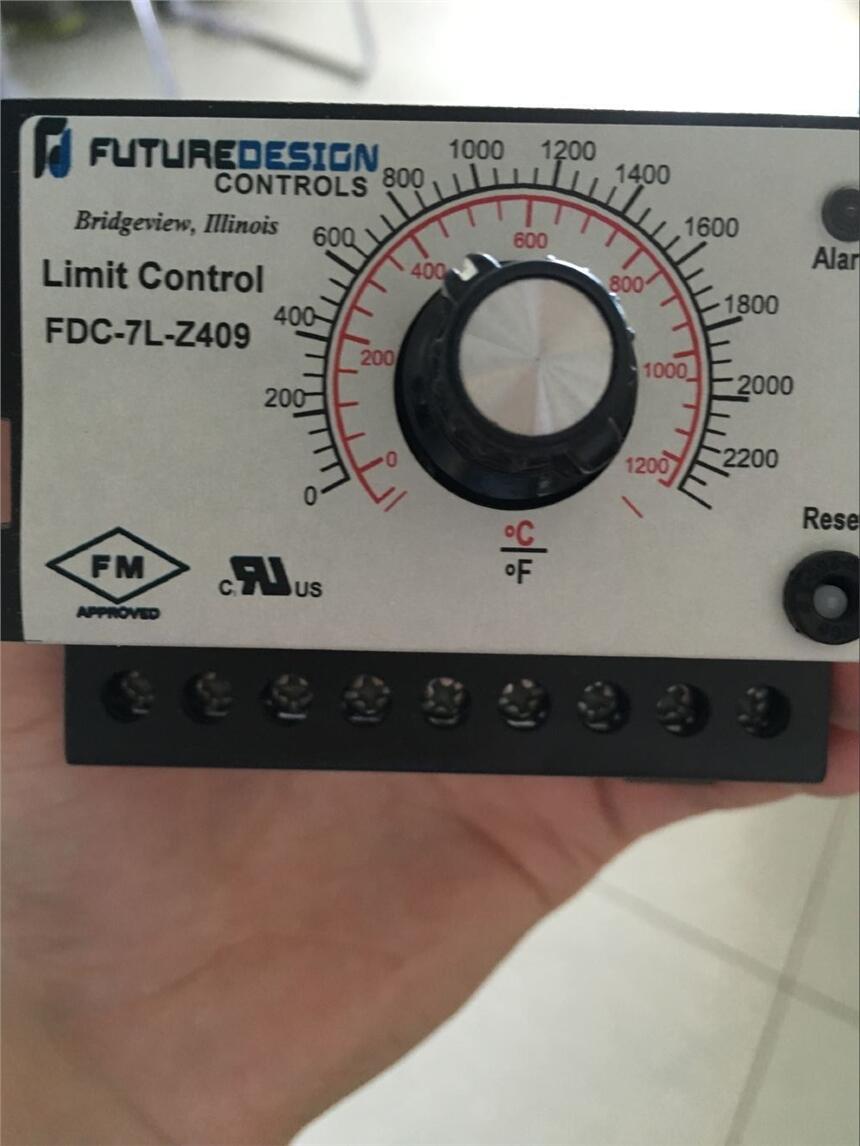 FUTUREDESIGN
CONTROLS
Bridgeview, Illinois
Limit Control
FDC-7L-Z409
0
200
400
600
800
1000
1200
1400
1600
1800
2000
2200
0
200
400
600
800
1000
1200
°C
°F
Alar
Rese
FM
APPROVED
C
US